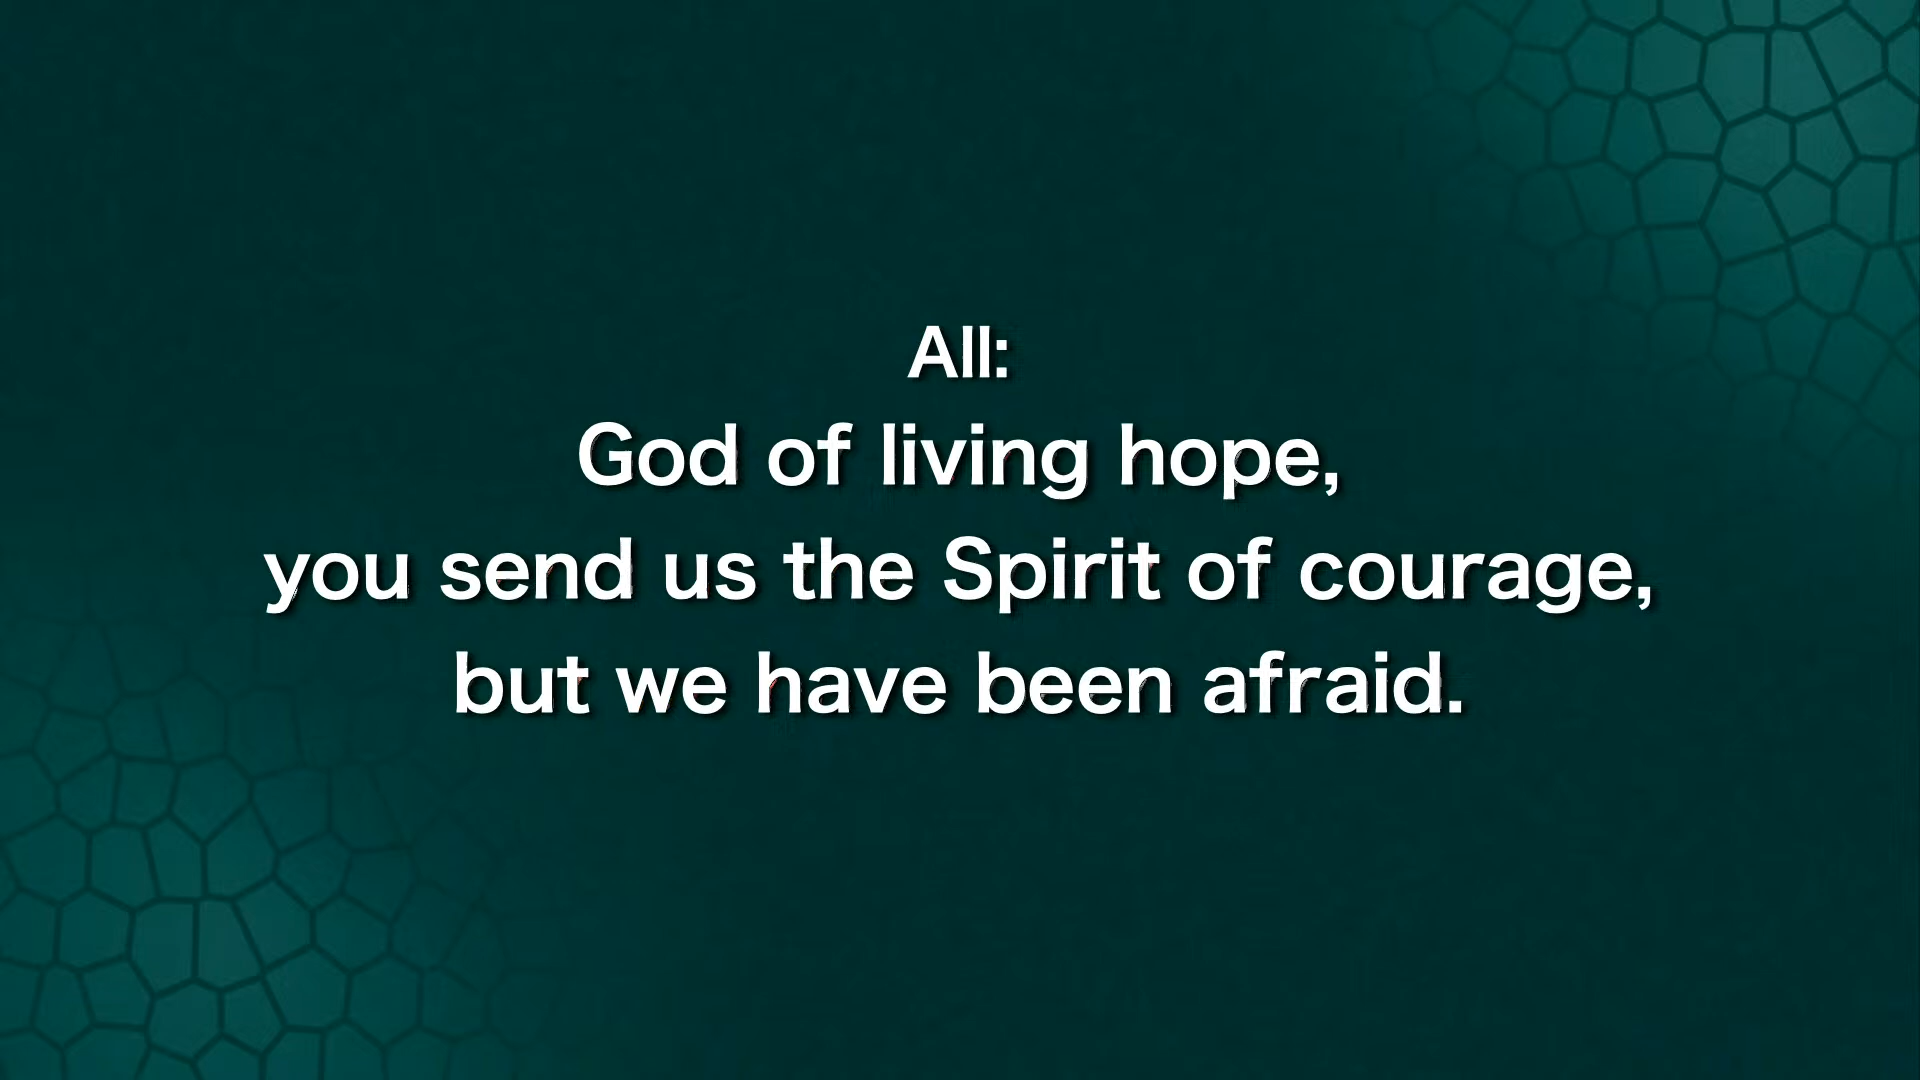 All:
God of living hope,
you send us the Spirit of courage,
but we have been afraid.